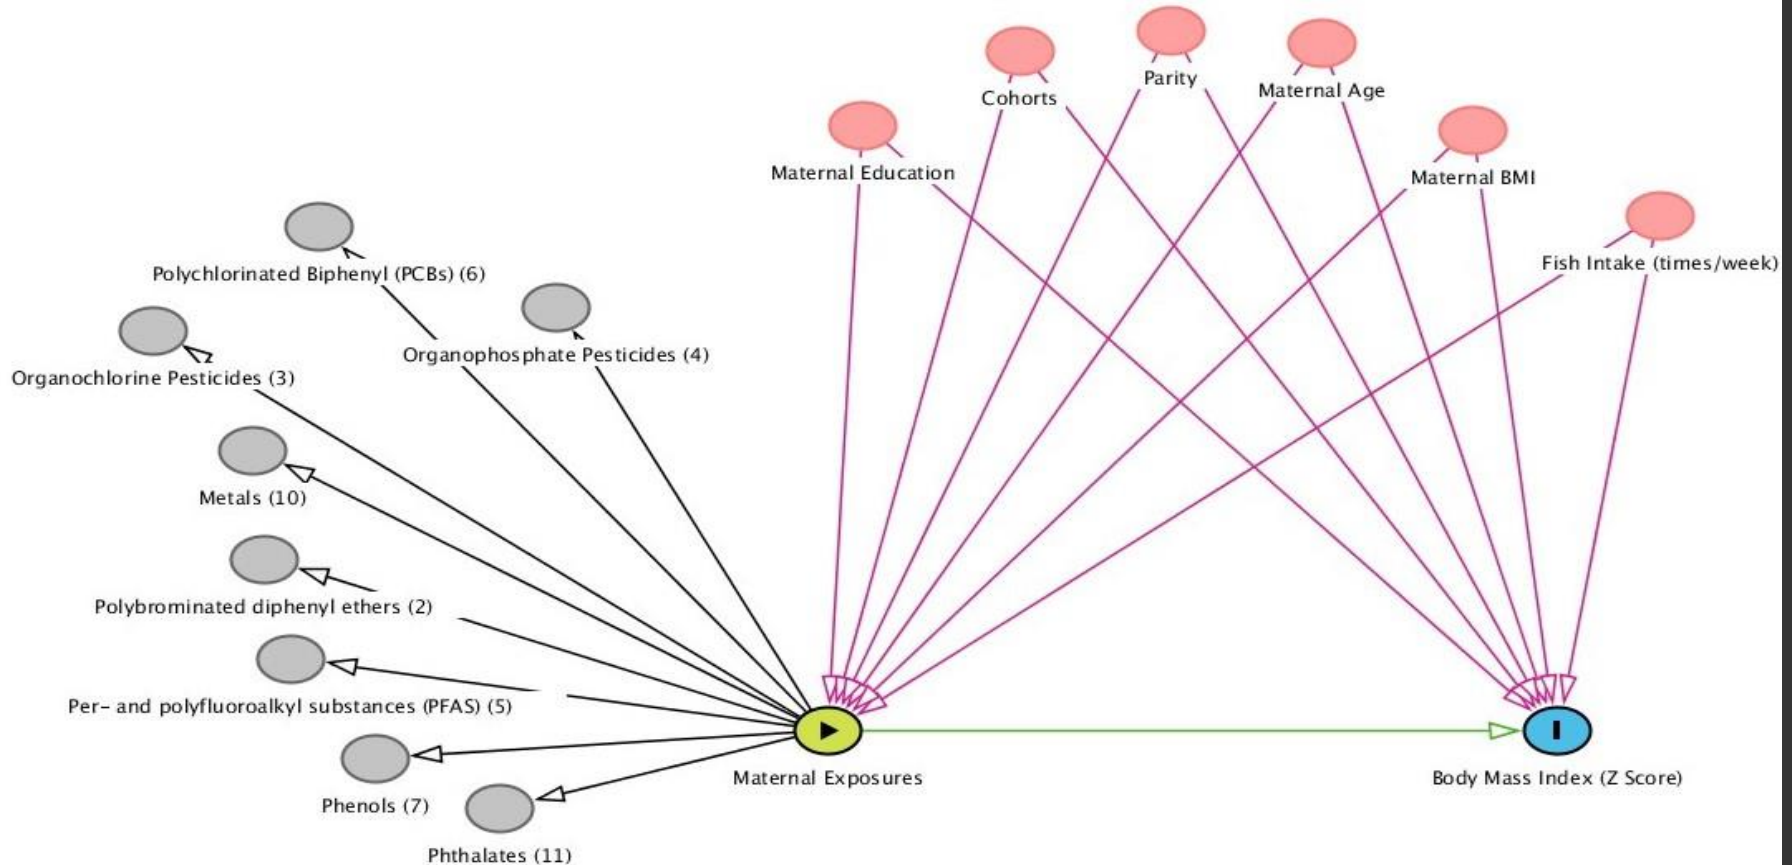 Parity
Maternal Age
Cohorts
Maternal Education
Maternal BMI
Fish Intake (times/week)
Polychlorinated Biphenyl (PCBs) (6)
Organophosphate Pesticides (4)
Organochlorine Pesticides (3)
Metals (10)
Polybrominated diphenyl ethers (2)
Per- and polyfluoroalkyl substances (PFAS) (5)
Maternal Exposures
Body Mass Index (Z Score)
Phenols (7)
Phthalates (11)